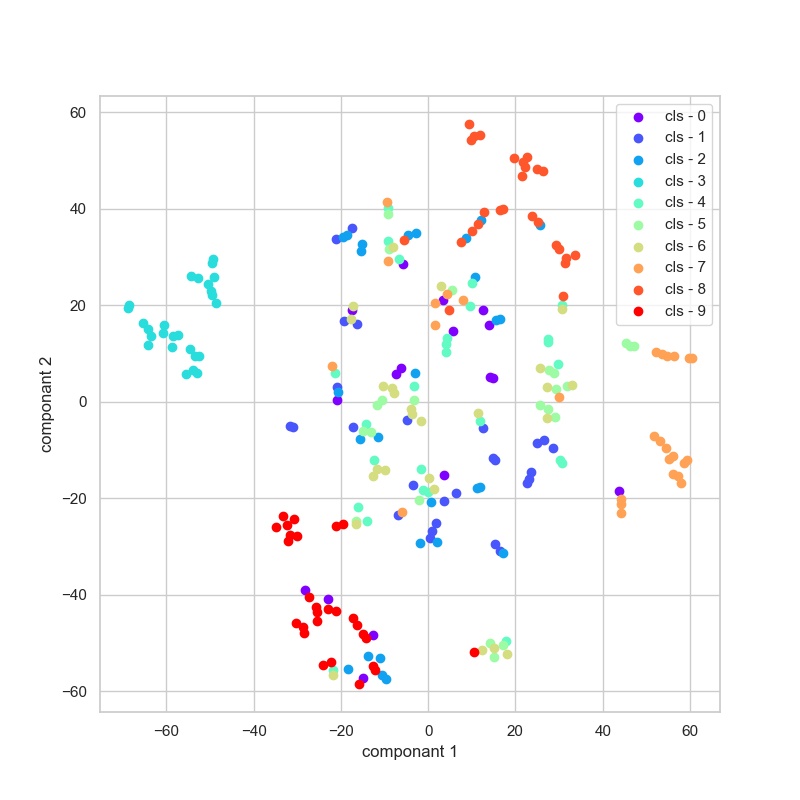 60
40
20
0
−20
−40
−60
−60
−40
−20
0
20
40
60
componant 1
componant 2
cls - 0
cls - 1
cls - 2
cls - 3
cls - 4
cls - 5
cls - 6
cls - 7
cls - 8
cls - 9